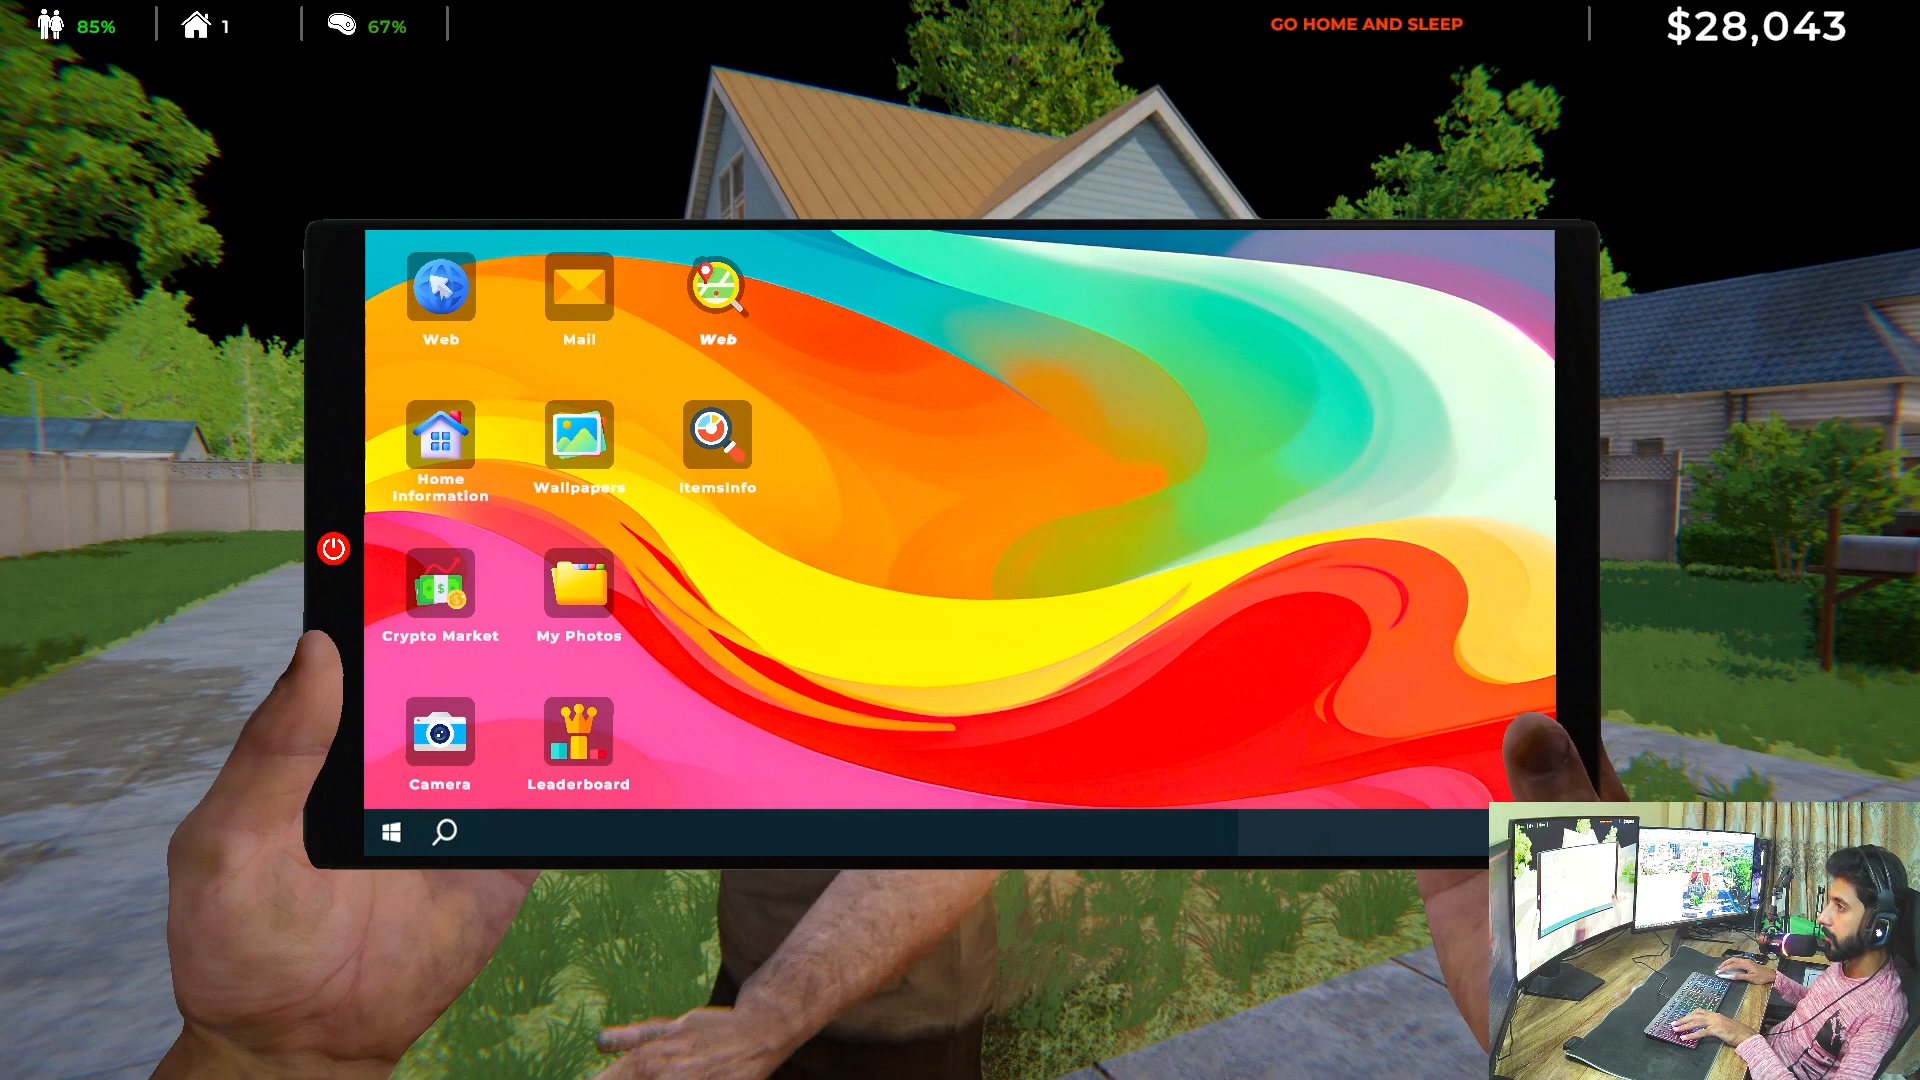 85%
1
67%
GO HOME AND SLEEP
$28,043
Web
Mail
Web
Home
Information
Wallpapers
ItemsInfo
Crypto Market
My Photos
Camera
Leaderboard